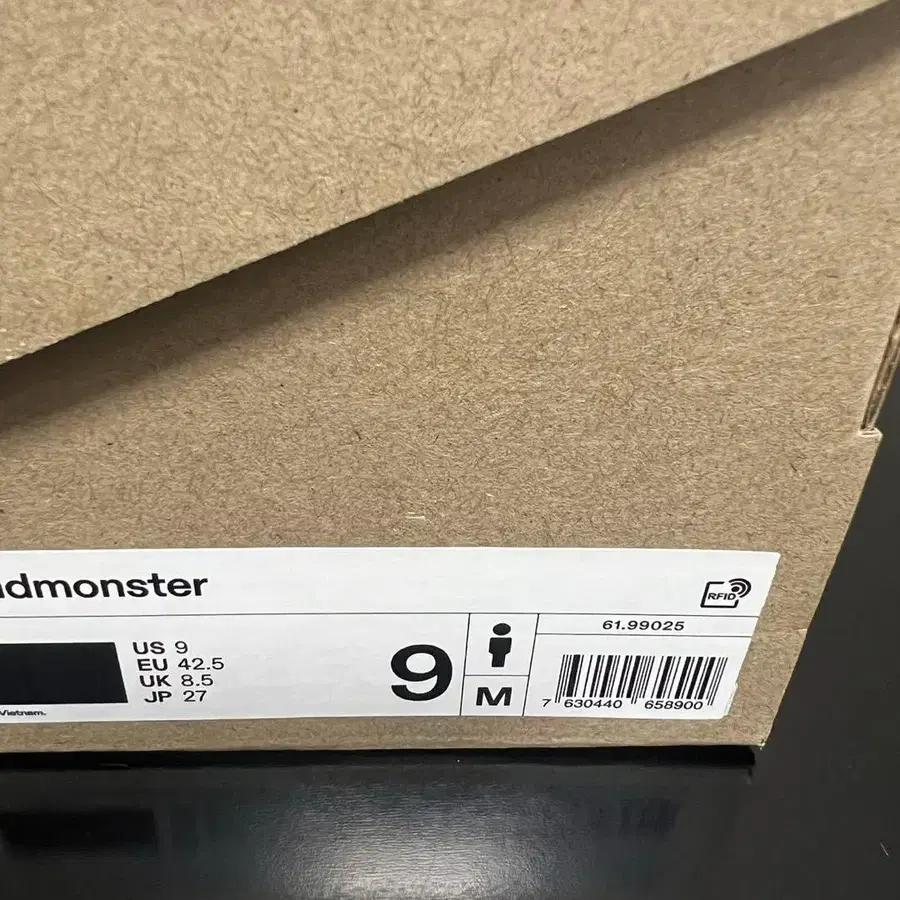 dmonster
RFID
61.99025
US 9
EU 42.5
UK 8.5
JP 27
9
M
7 630440 658900
Vietnam.